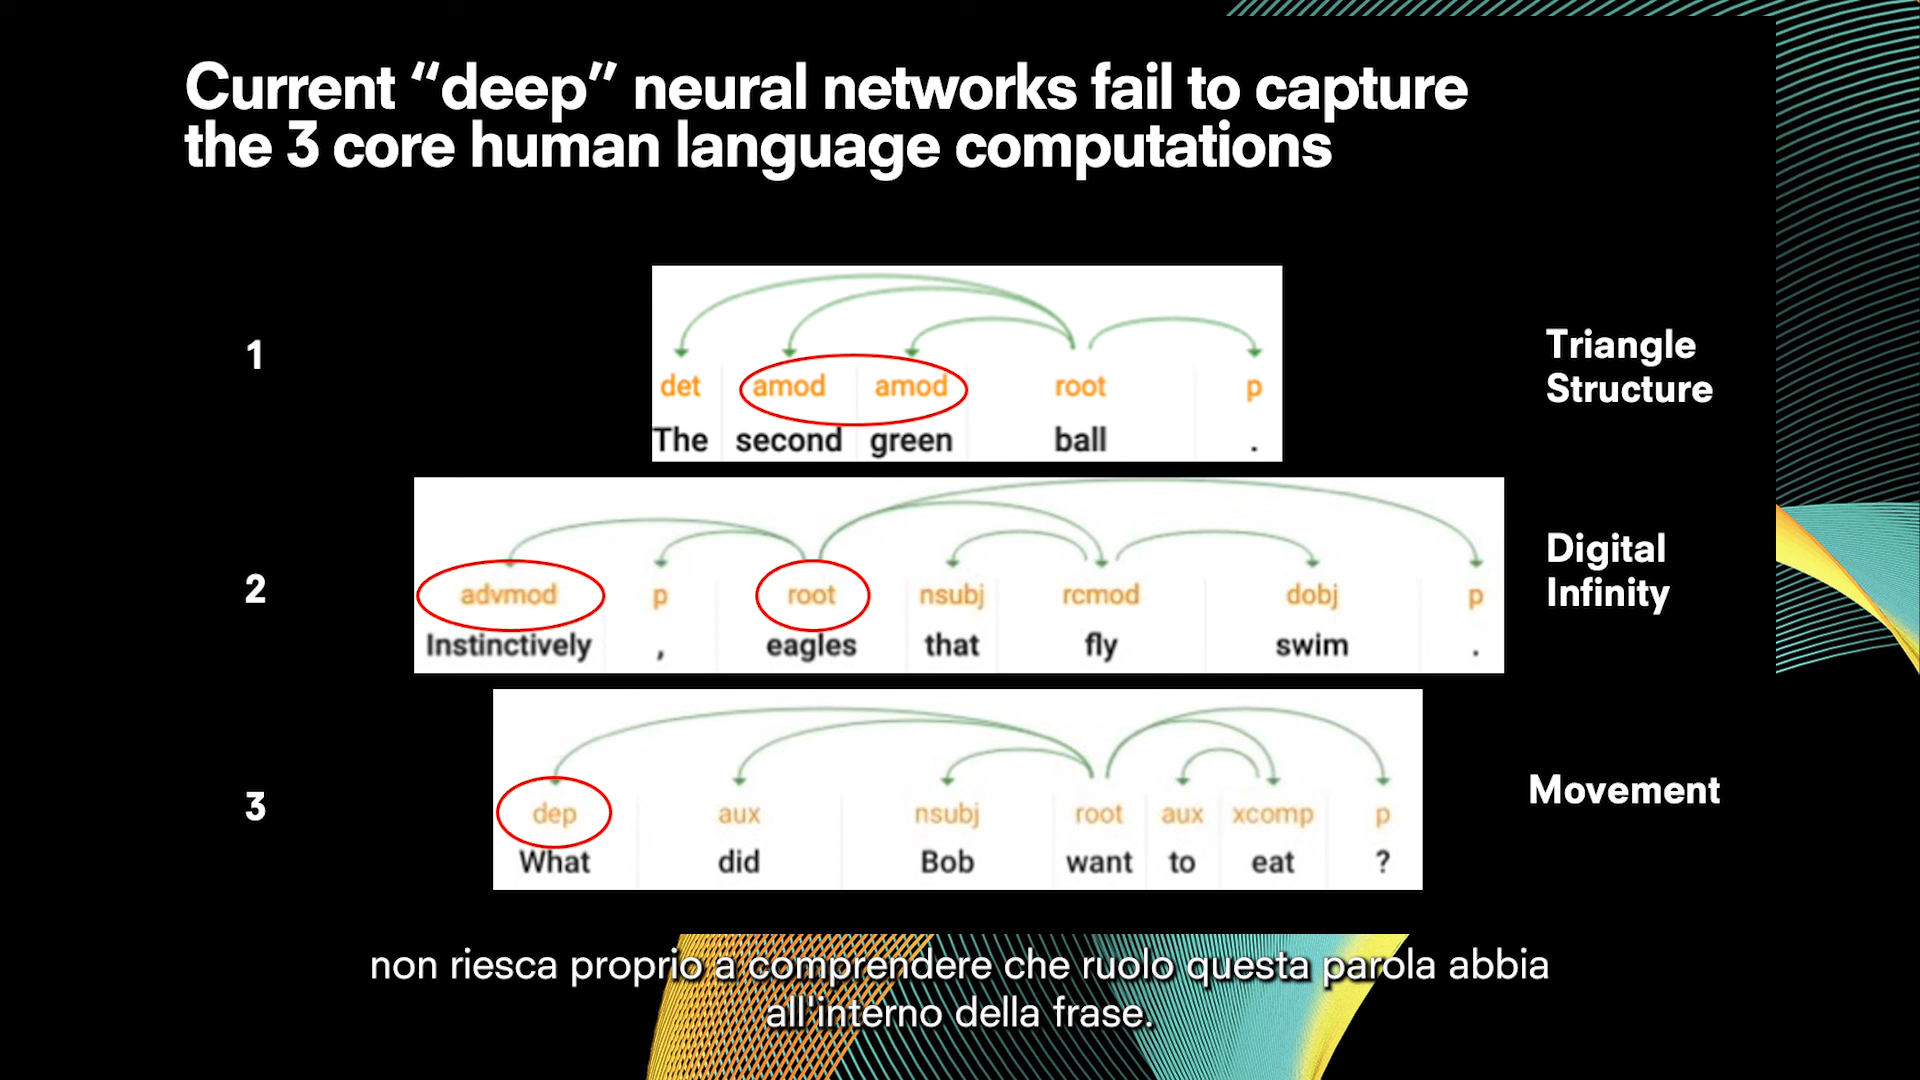 Current “deep” neural networks fail to capture
the 3 core human language computations
1
det amod amod root p
The second green ball .
Triangle
Structure
2
advmod p root nsubj rcmod dobj p
Instinctively , eagles that fly swim .
Digital
Infinity
3
dep aux nsubj root aux xcomp p
What did Bob want to eat ?
Movement
non riesca proprio a comprendere che ruolo questa parola abbia
all'interno della frase.